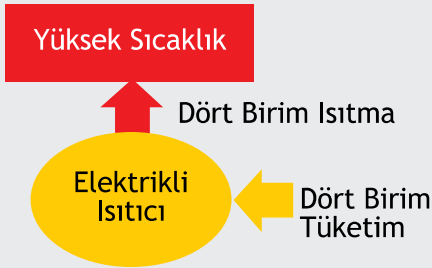 Yüksek Sıcaklık
Dört Birim Isıtma
Elektrikli
Isıtıcı
Dört Birim
Tüketim